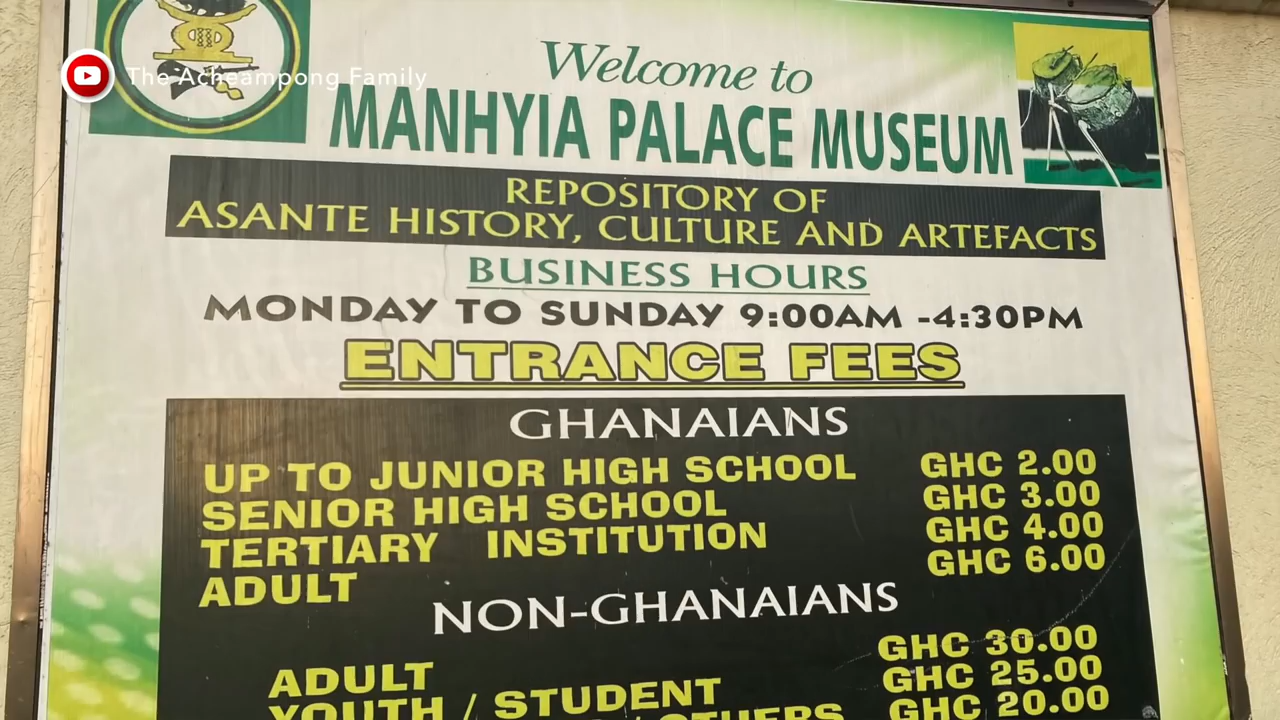 The Acheampong Family
Welcome to
MANHYIA PALACE MUSEUM
REPOSITORY OF
ASANTE HISTORY, CULTURE AND ARTEFACTS
BUSINESS HOURS
MONDAY TO SUNDAY 9:00AM -4:30PM
ENTRANCE FEES
GHANAIANS
UP TO JUNIOR HIGH SCHOOL GHC 2.00
SENIOR HIGH SCHOOL GHC 3.00
TERTIARY INSTITUTION GHC 4.00
ADULT GHC 6.00
NON-GHANAIANS
ADULT GHC 30.00
YOUTH / STUDENT GHC 25.00
/ OTHERS GHC 20.00